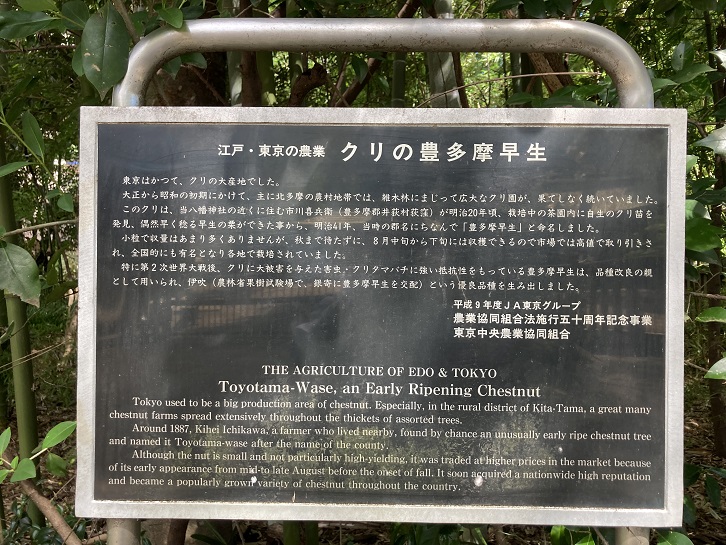 江戸・東京の農業 クリの豊多摩早生
東京はかつて、クリの大産地でした。
大正から昭和の初期にかけて、主に北多摩の農村地帯では、雑木林にまじって広大なクリ園が、果てしなく続いていました。
このクリは、当八幡神社の近くに住む市川喜兵衛（豊多摩郡井荻村荻窪）が明治20年頃、栽培中の茶園内に自生のクリ苗を
発見、偶然早く稔る早生の栗ができた事から、明治41年、当時の郡名にちなんで「豊多摩早生」と命名しました。
小粒で収量はあまり多くありませんが、秋まで待たずに、8月中旬から下旬には収穫できるので市場では高値で取り引きさ
れ、全国的にも有名となり各地で栽培されていました。
特に第2次世界大戦後、クリに大被害を与えた害虫・クリタマバチに強い抵抗性をもっている豊多摩早生は、品種改良の親
として用いられ、伊吹（農林省果樹試験場で、銀寄に豊多摩早生を交配）という優良品種を生み出しました。
平成9年度JA東京グループ
農業協同組合法施行五十周年記念事業
東京中央農業協同組合
THE AGRICULTURE OF EDO & TOKYO
Toyotama-Wase, an Early Ripening Chestnut
Tokyo used to be a big production area of chestnut. Especially, in the rural district of Kita-Tama, a great many
chestnut farms spread extensively throughout the thickets of assorted trees.
Around 1887, Kihei Ichikawa, a farmer who lived nearby, found by chance an unusually early ripe chestnut tree
and named it Toyotama-wase after the name of the county.
Although the nut is small and not particularly high-yielding, it was traded at higher prices in the market because
of its early appearance from mid-to late August before the onset of fall. It soon acquired a nationwide high reputation
and became a popularly grown variety of chestnut throughout the country.